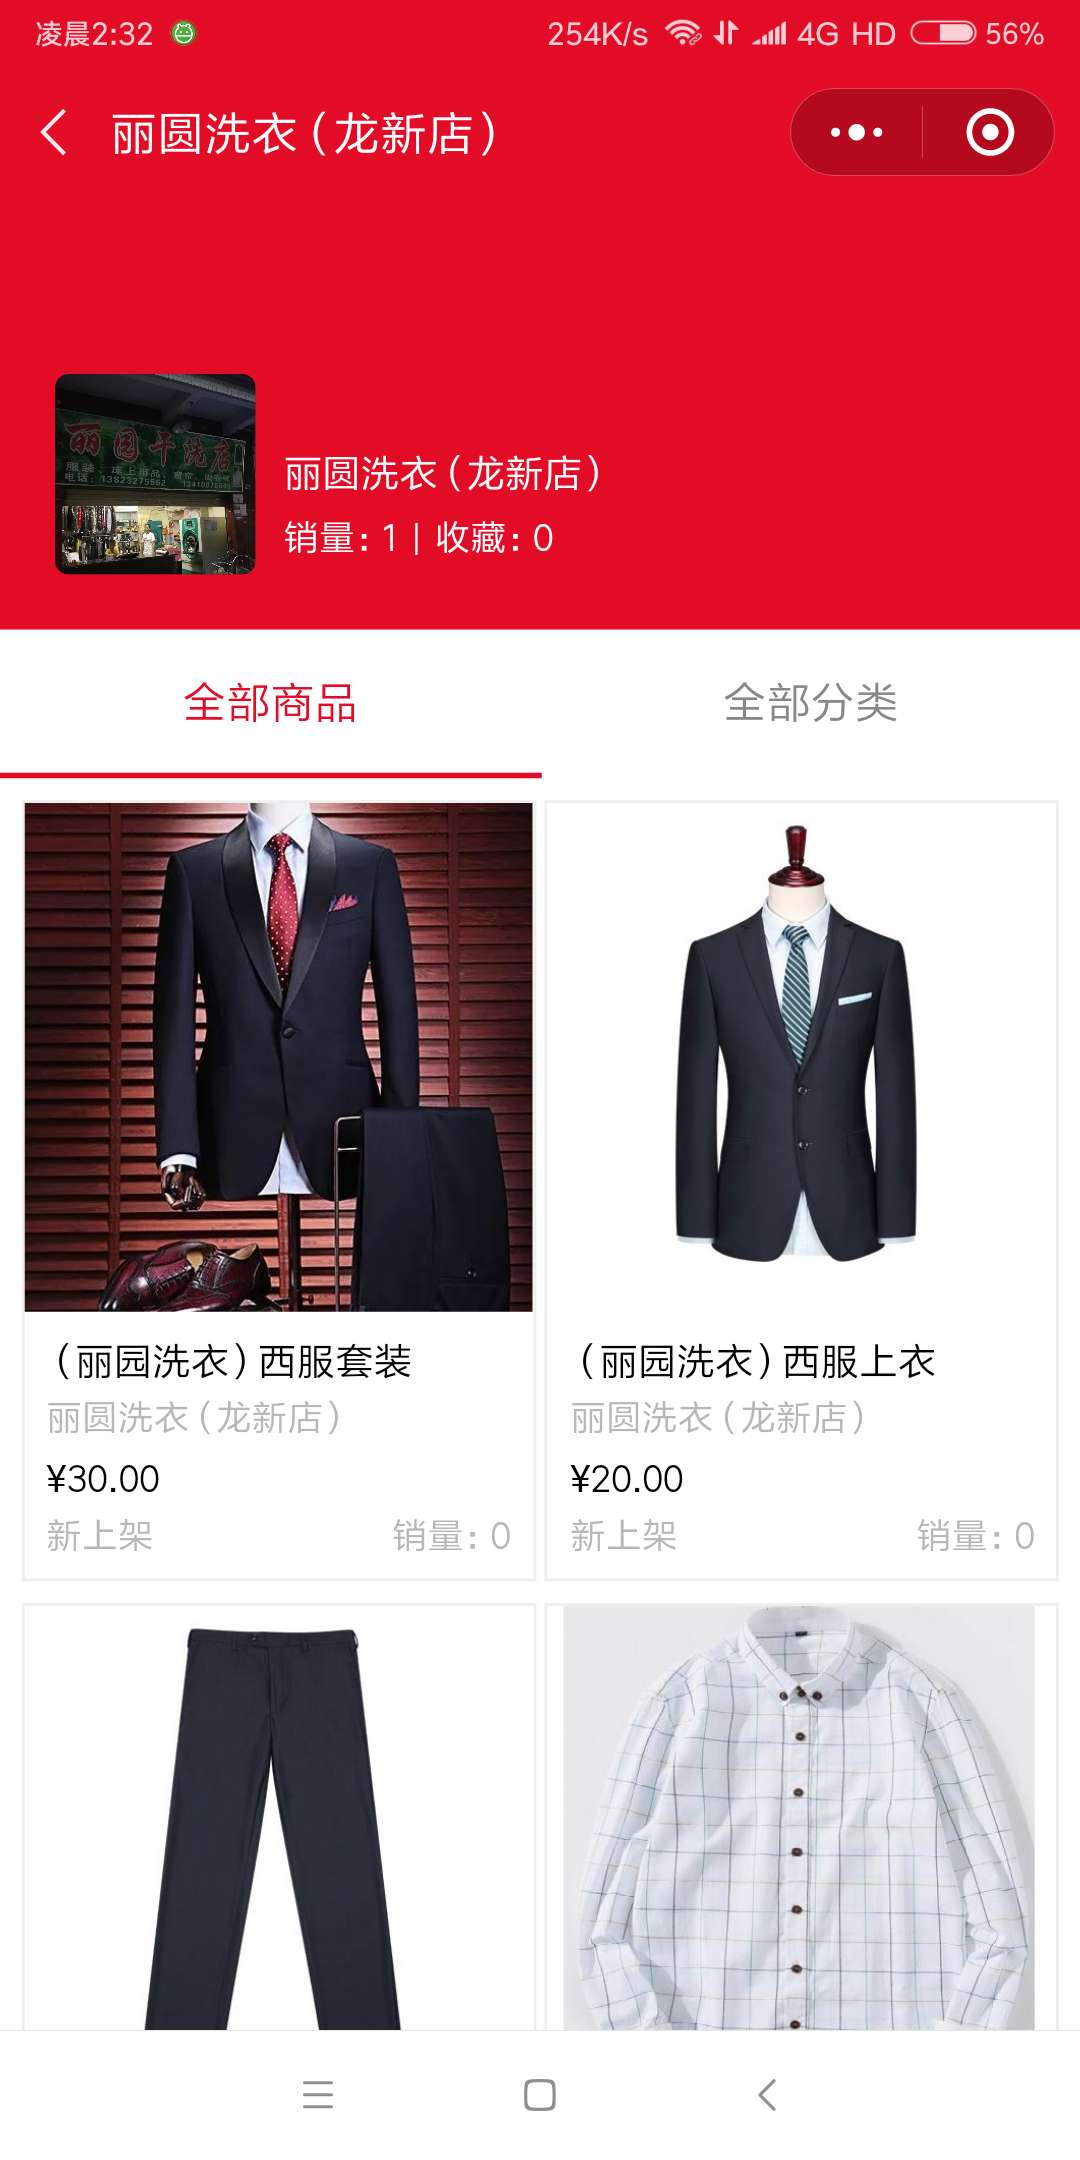 凌晨2:32
254K/s 4G HD 56%
丽圆洗衣(龙新店)
丽园干洗店
服装、床上用品、窗帘、
电话:13823275662
丽圆洗衣(龙新店)
销量: 1 | 收藏: 0
全部商品
全部分类
(丽园洗衣) 西服套装
丽圆洗衣(龙新店)
¥30.00
新上架
销量: 0
(丽园洗衣) 西服上衣
丽圆洗衣(龙新店)
¥20.00
新上架
销量: 0